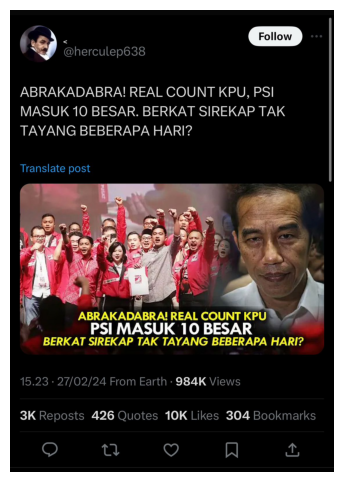 <
Follow
@herculep638
ABRAKADABRA! REAL COUNT KPU, PSI
MASUK 10 BESAR. BERKAT SIREKAP TAK
TAYANG BEBERAPA HARI?
Translate post
ABRAKADABRA! REAL COUNT KPU
PSI MASUK 10 BESAR
BERKAT SIREKAP TAK TAYANG BEBERAPA HARI?
15.23 · 27/02/24 From Earth · 984K Views
3K Reposts 426 Quotes 10K Likes 304 Bookmarks